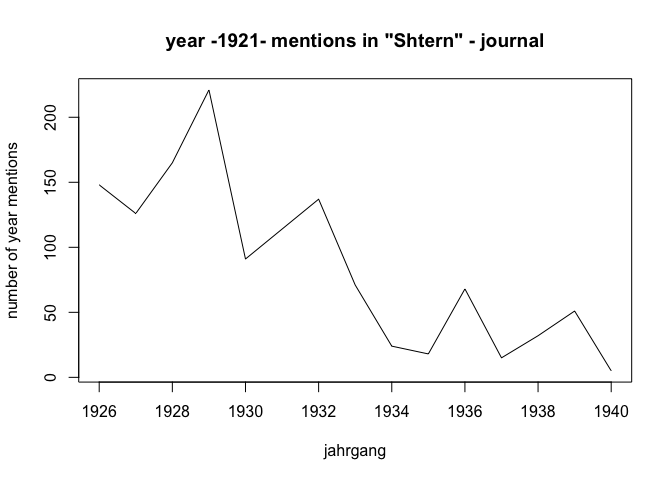 year -1921- mentions in "Shtern" - journal
number of year mentions
200
150
100
50
0
1926 1928 1930 1932 1934 1936 1938 1940
jahrgang